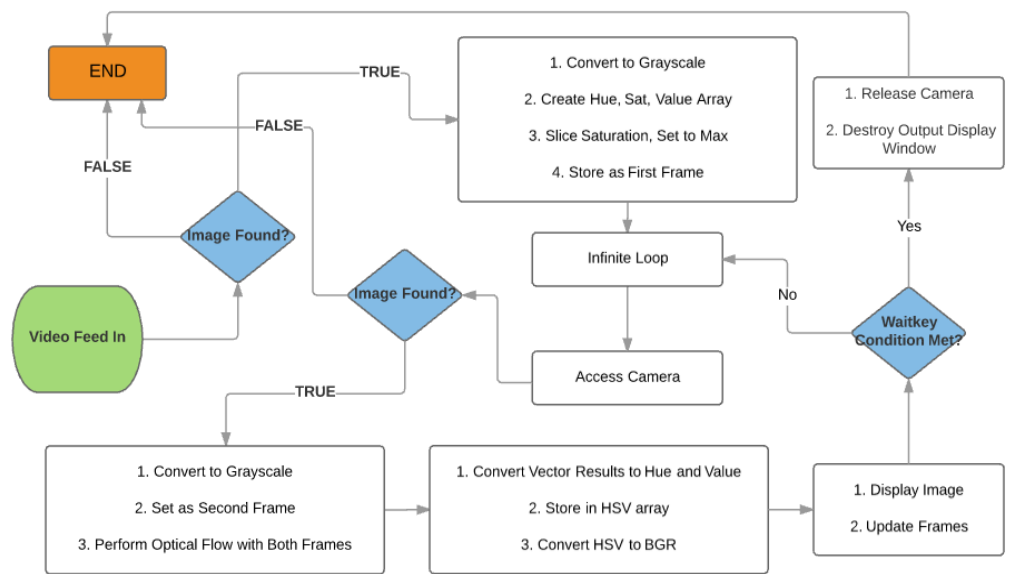 END
TRUE
1. Convert to Grayscale
2. Create Hue, Sat, Value Array
3. Slice Saturation, Set to Max
4. Store as First Frame
1. Release Camera
2. Destroy Output Display
Window
FALSE
FALSE
Image Found?
Yes
Infinite Loop
Image Found?
No
Video Feed In
Waitkey
Condition Met?
Access Camera
TRUE
1. Convert to Grayscale
2. Set as Second Frame
3. Perform Optical Flow with Both Frames
1. Convert Vector Results to Hue and Value
2. Store in HSV array
3. Convert HSV to BGR
1. Display Image
2. Update Frames